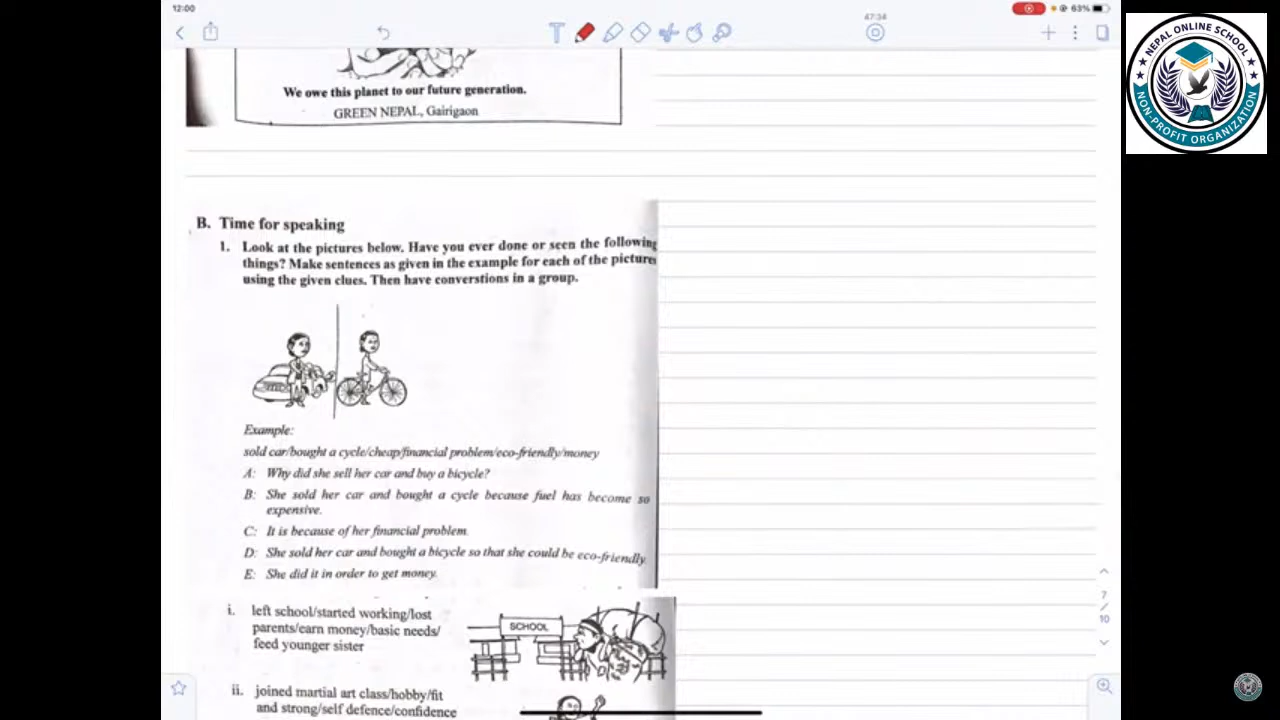 12:00
63%
47:34
We owe this planet to our future generation.
GREEN NEPAL, Gairigaon
NEPAL ONLINE SCHOOL
NON-PROFIT ORGANIZATION
B. Time for speaking
1. Look at the pictures below. Have you ever done or seen the following
things? Make sentences as given in the example for each of the pictures
using the given clues. Then have converstions in a group.
Example:
sold car/bought a cycle/cheap/financial problem/eco-friendly/money
A: Why did she sell her car and buy a bicycle?
B: She sold her car and bought a cycle because fuel has become so
expensive.
C: It is because of her financial problem.
D: She sold her car and bought a bicycle so that she could be eco-friendly.
E: She did it in order to get money.
i. left school/started working/lost
parents/earn money/basic needs/
feed younger sister
SCHOOL
ii. joined martial art class/hobby/fit
and strong/self defence/confidence
7
/
10